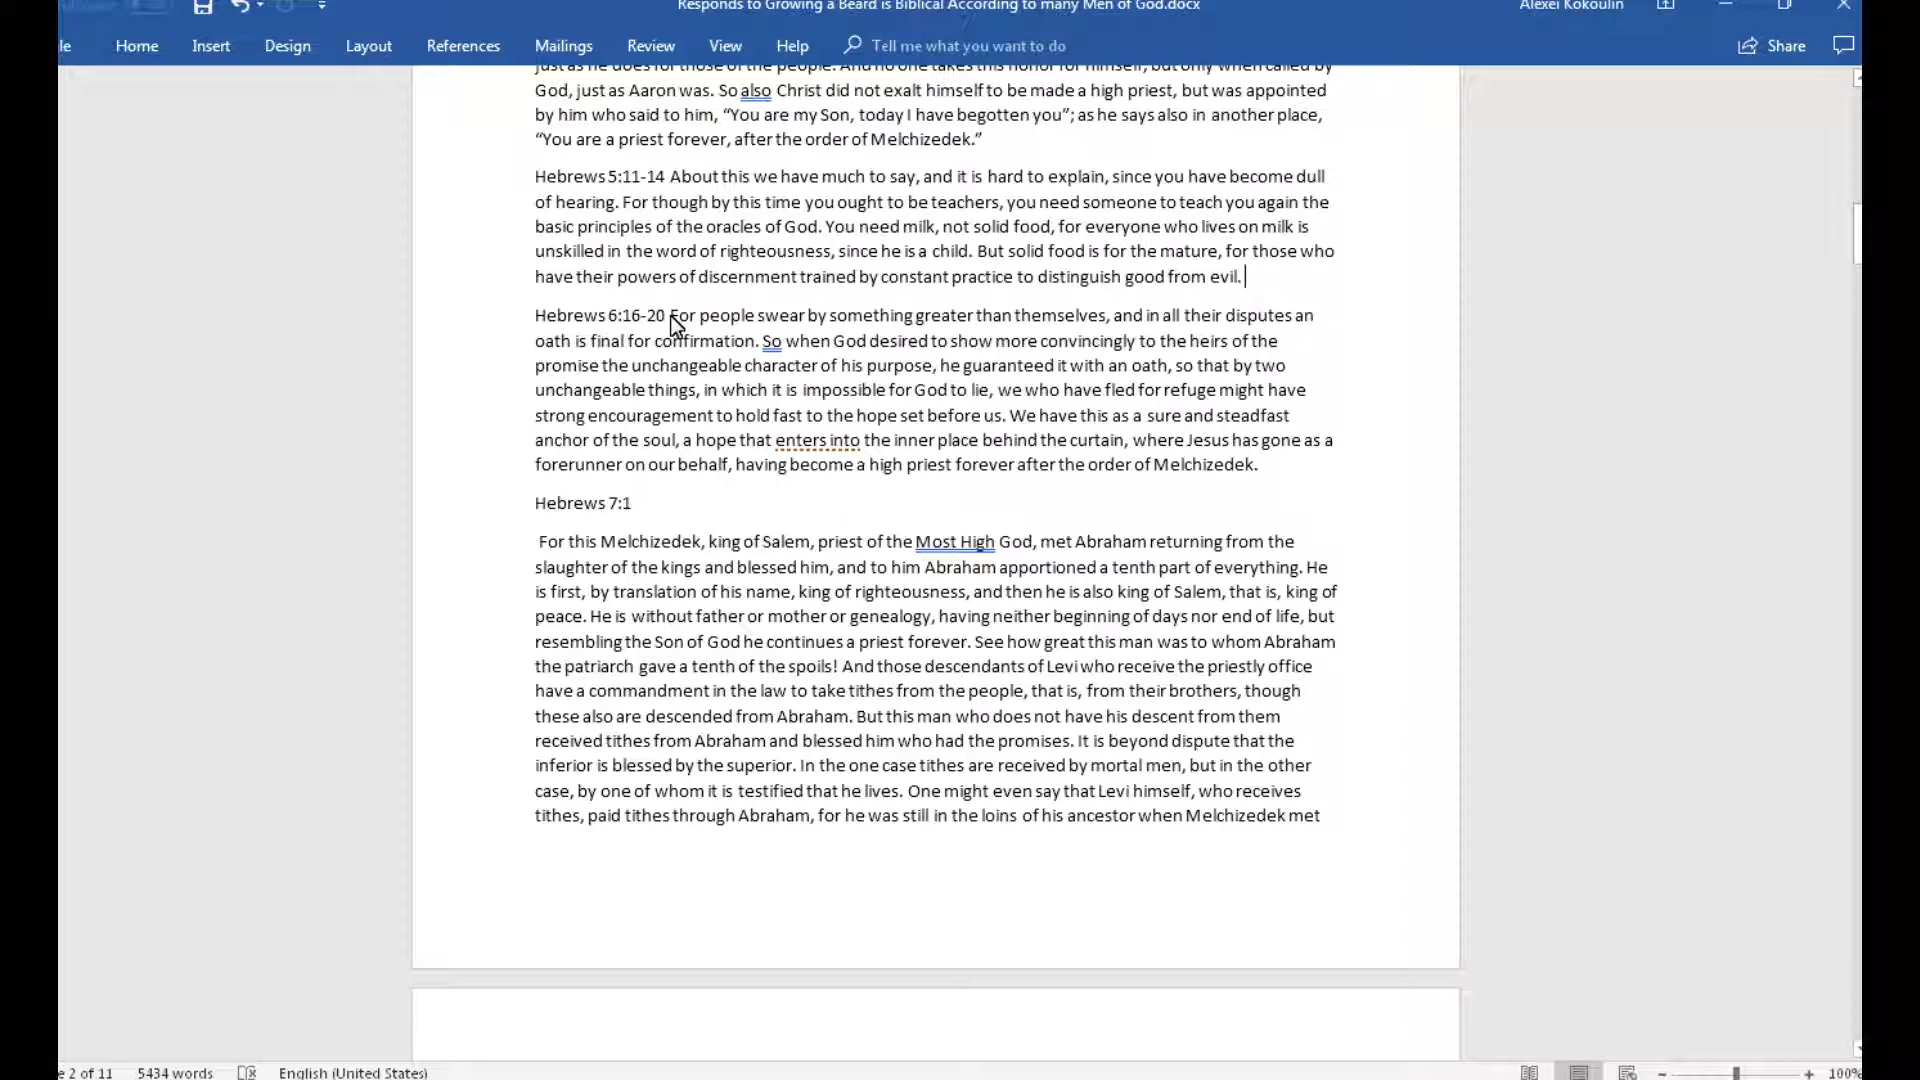 Responds to Growing a Beard is Biblical According to many Men of God.docx
Alexei Kokoulin
le Home Insert Design Layout References Mailings Review View Help Tell me what you want to do Share
just as he does for those of the people. And no one takes this honor for himself, but only when called by
God, just as Aaron was. So also Christ did not exalt himself to be made a high priest, but was appointed
by him who said to him, “You are my Son, today I have begotten you”; as he says also in another place,
“You are a priest forever, after the order of Melchizedek.”
Hebrews 5:11-14 About this we have much to say, and it is hard to explain, since you have become dull
of hearing. For though by this time you ought to be teachers, you need someone to teach you again the
basic principles of the oracles of God. You need milk, not solid food, for everyone who lives on milk is
unskilled in the word of righteousness, since he is a child. But solid food is for the mature, for those who
have their powers of discernment trained by constant practice to distinguish good from evil.
Hebrews 6:16-20 For people swear by something greater than themselves, and in all their disputes an
oath is final for confirmation. So when God desired to show more convincingly to the heirs of the
promise the unchangeable character of his purpose, he guaranteed it with an oath, so that by two
unchangeable things, in which it is impossible for God to lie, we who have fled for refuge might have
strong encouragement to hold fast to the hope set before us. We have this as a sure and steadfast
anchor of the soul, a hope that enters into the inner place behind the curtain, where Jesus has gone as a
forerunner on our behalf, having become a high priest forever after the order of Melchizedek.
Hebrews 7:1
For this Melchizedek, king of Salem, priest of the Most High God, met Abraham returning from the
slaughter of the kings and blessed him, and to him Abraham apportioned a tenth part of everything. He
is first, by translation of his name, king of righteousness, and then he is also king of Salem, that is, king of
peace. He is without father or mother or genealogy, having neither beginning of days nor end of life, but
resembling the Son of God he continues a priest forever. See how great this man was to whom Abraham
the patriarch gave a tenth of the spoils! And those descendants of Levi who receive the priestly office
have a commandment in the law to take tithes from the people, that is, from their brothers, though
these also are descended from Abraham. But this man who does not have his descent from them
received tithes from Abraham and blessed him who had the promises. It is beyond dispute that the
inferior is blessed by the superior. In the one case tithes are received by mortal men, but in the other
case, by one of whom it is testified that he lives. One might even say that Levi himself, who receives
tithes, paid tithes through Abraham, for he was still in the loins of his ancestor when Melchizedek met
e 2 of 11 5434 words English (United States) 100%